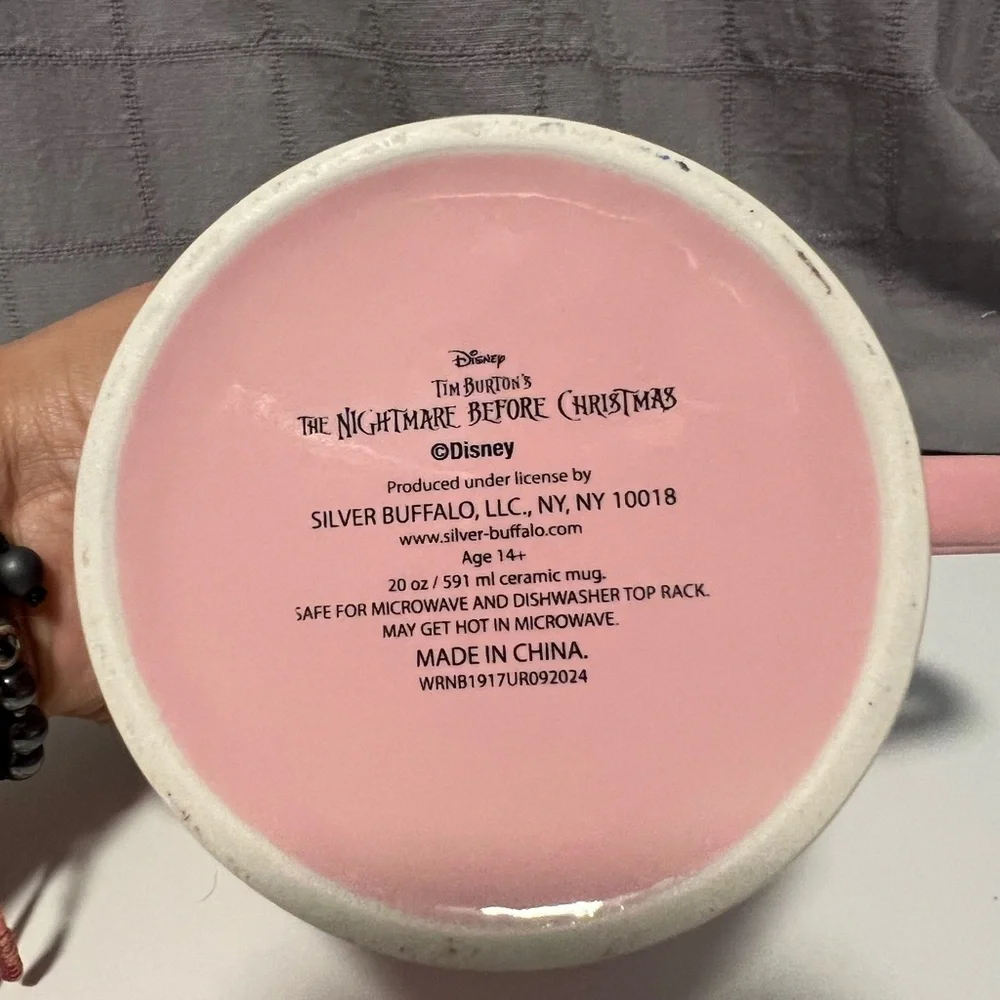 Disney
TIM BURTON'S
THE NIGHTMARE BEFORE CHRISTMAS
©Disney
Produced under license by
SILVER BUFFALO, LLC., NY, NY 10018
www.silver-buffalo.com
Age 14+
20 oz / 591 ml ceramic mug.
SAFE FOR MICROWAVE AND DISHWASHER TOP RACK.
MAY GET HOT IN MICROWAVE.
MADE IN CHINA.
WRNB1917UR092024